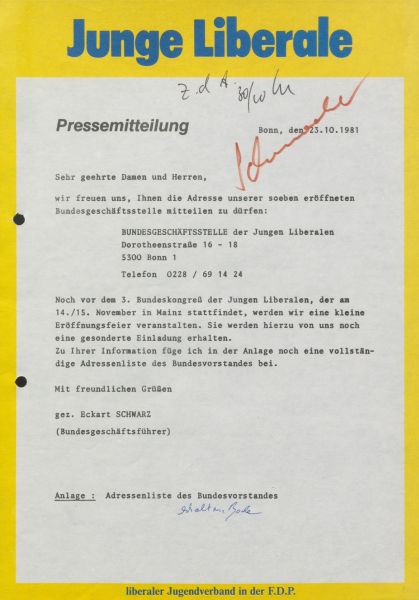 Junge Liberale
z.d.A. 30/10
Pressemitteilung
Bonn, den 23.10.1981
Sehr geehrte Damen und Herren,
wir freuen uns, Ihnen die Adresse unserer soeben eröffneten
Bundesgeschäftsstelle mitteilen zu dürfen:
BUNDESGESCHÄFTSSTELLE der Jungen Liberalen
Dorotheenstraße 16 - 18
5300 Bonn 1
Telefon 0228 / 69 14 24
Noch vor dem 3. Bundeskongreß der Jungen Liberalen, der am
14./15. November in Mainz stattfindet, werden wir eine kleine
Eröffnungsfeier veranstalten. Sie werden hierzu von uns noch
eine gesonderte Einladung erhalten.
Zu Ihrer Information füge ich in der Anlage noch eine vollstän-
dige Adressenliste des Bundesvorstandes bei.
Mit freundlichen Grüßen
gez. Eckart SCHWARZ
(Bundesgeschäftsführer)
Anlage : Adressenliste des Bundesvorstandes
liberaler Jugendverband in der F.D.P.